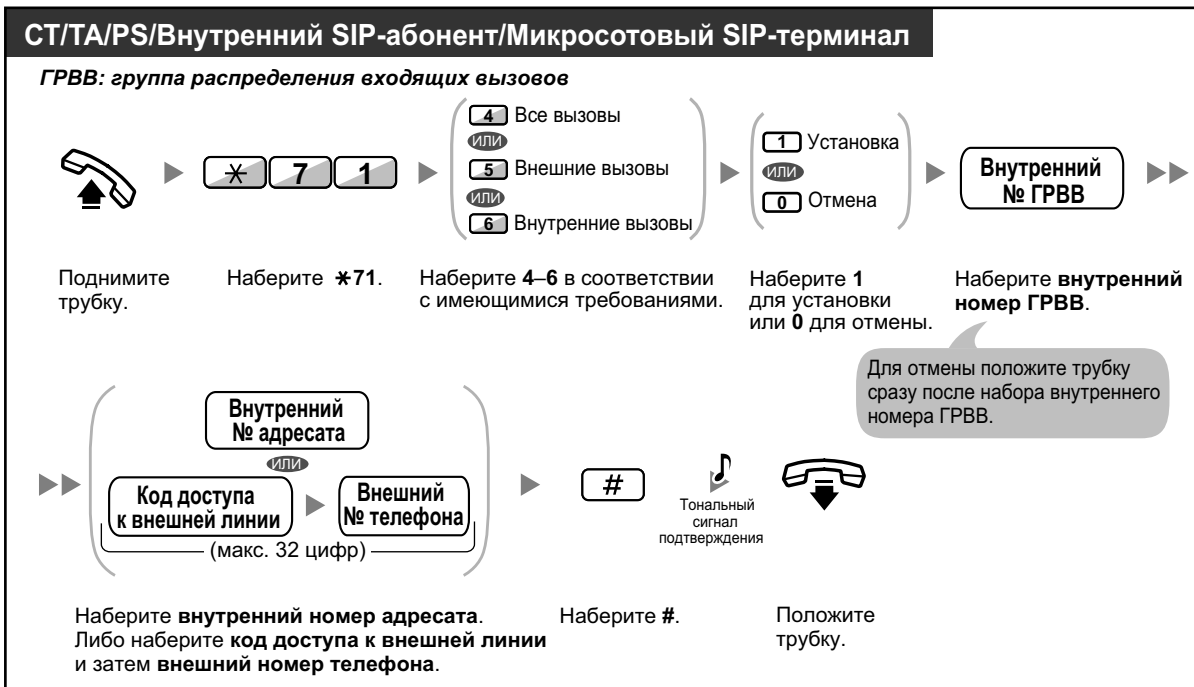 СТ/ТА/PS/Внутренний SIP-абонент/Микросотовый SIP-терминал
ГРВВ: группа распределения входящих вызовов
4 Все вызовы
ИЛИ
5 Внешние вызовы
ИЛИ
6 Внутренние вызовы
1 Установка
ИЛИ
0 Отмена
* 7 1
Внутренний
№ ГРВВ
Поднимите
трубку.
Наберите *71.
Наберите 4–6 в соответствии
с имеющимися требованиями.
Наберите 1
для установки
или 0 для отмены.
Наберите внутренний
номер ГРВВ.
Для отмены положите трубку
сразу после набора внутреннего
номера ГРВВ.
Внутренний
№ адресата
ИЛИ
Код доступа
к внешней линии
Внешний
№ телефона
(макс. 32 цифр)
#
Тональный
сигнал
подтверждения
Наберите внутренний номер адресата.
Либо наберите код доступа к внешней линии
и затем внешний номер телефона.
Наберите #.
Положите
трубку.